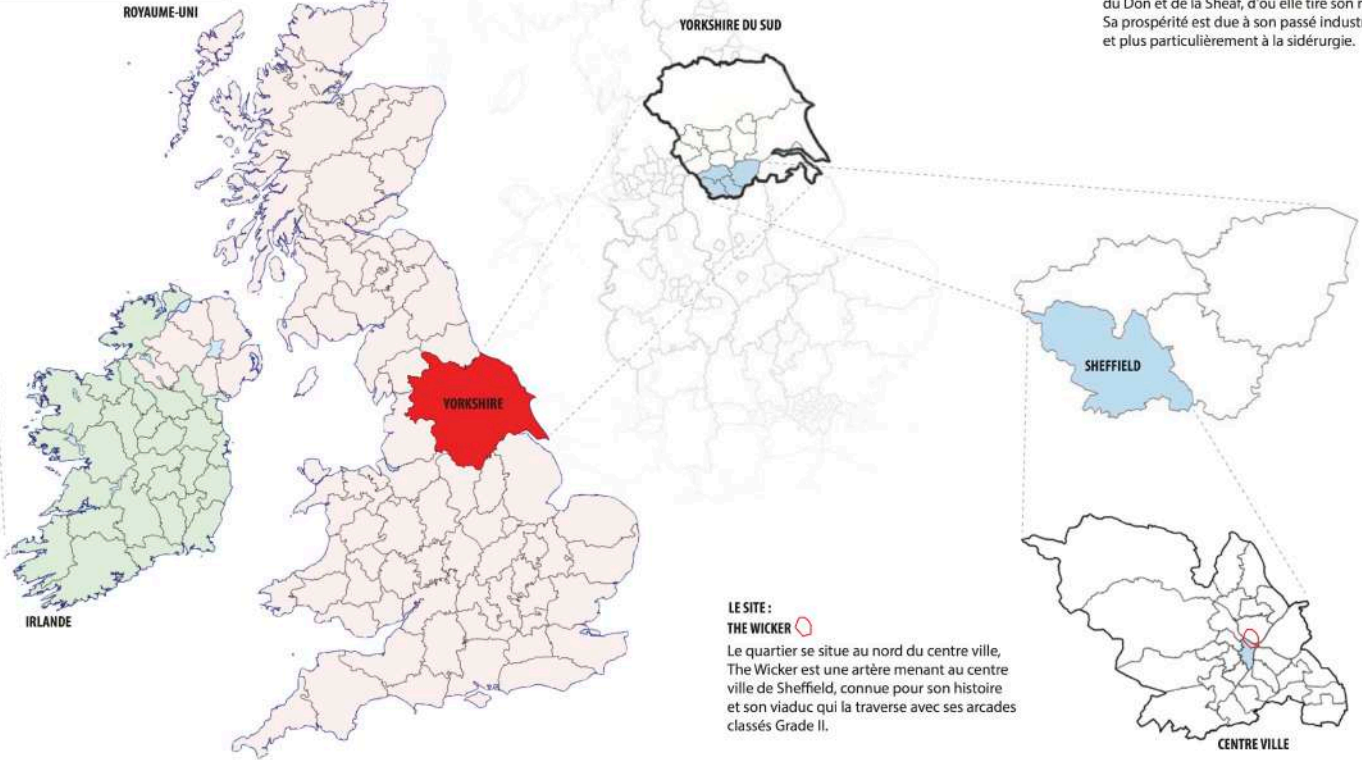 ROYAUME-UNI
YORKSHIRE DU SUD
du Don et de la Sheaf, d'où elle tire son
Sa prospérité est due à son passé
et plus particulièrement à la sidérurgie.
YORKSHIRE
SHEFFIELD
IRLANDE
LE SITE :
THE WICKER
Le quartier se situe au nord du centre ville,
The Wicker est une artère menant au centre
ville de Sheffield, connue pour son histoire
et son viaduc qui la traverse avec ses arcades
classés Grade II.
CENTRE VILLE